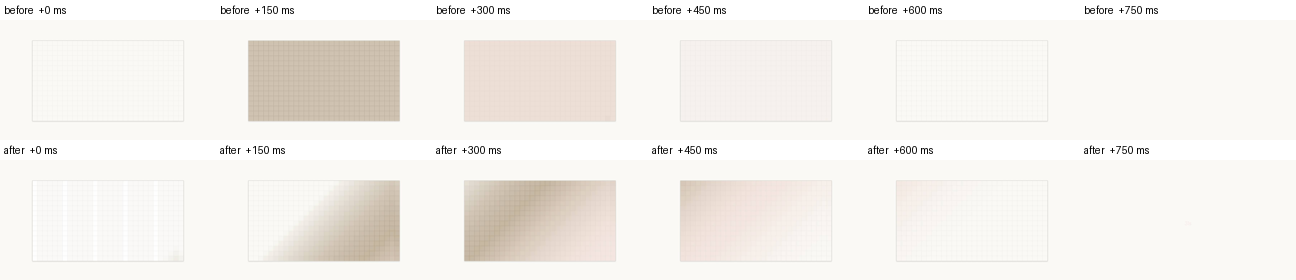 before +0 ms
before +150 ms
before +300 ms
before +450 ms
before +600 ms
before +750 ms
after +0 ms
after +150 ms
after +300 ms
after +450 ms
after +600 ms
after +750 ms